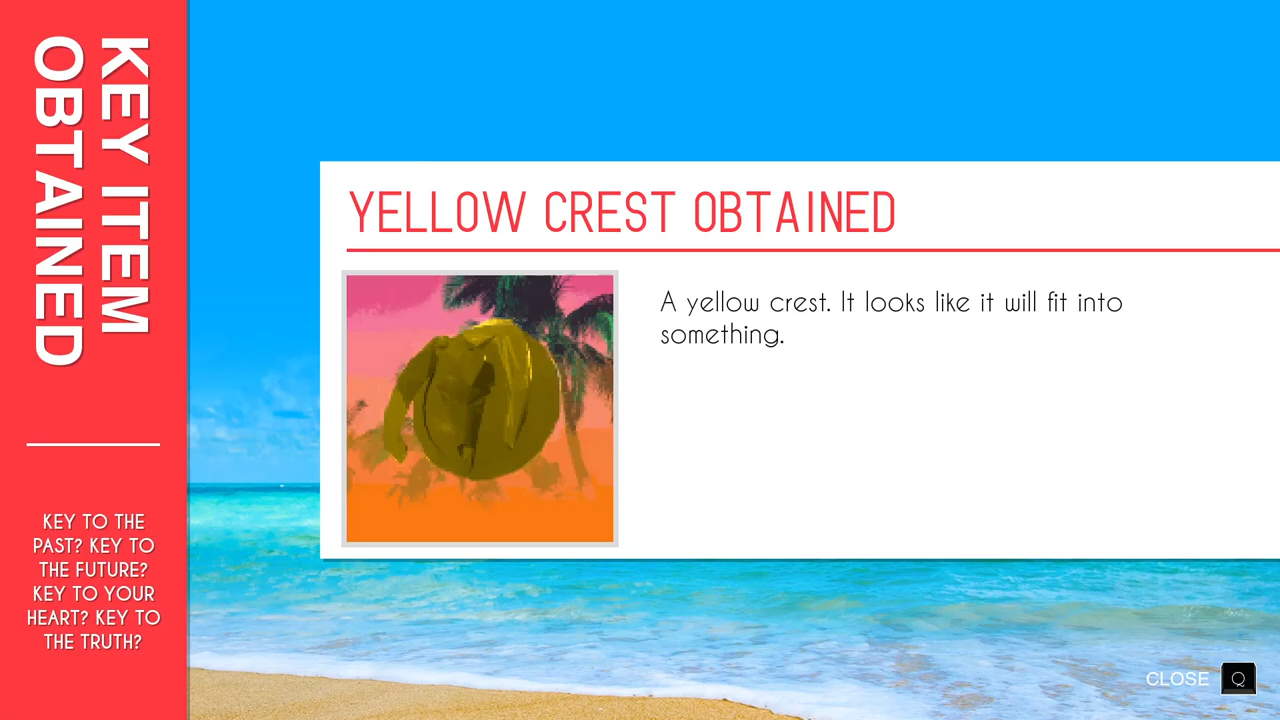 KEY ITEM
OBTAINED
KEY TO THE
PAST? KEY TO
THE FUTURE?
KEY TO YOUR
HEART? KEY TO
THE TRUTH?
YELLOW CREST OBTAINED
A yellow crest. It looks like it will fit into
something.
CLOSE Q